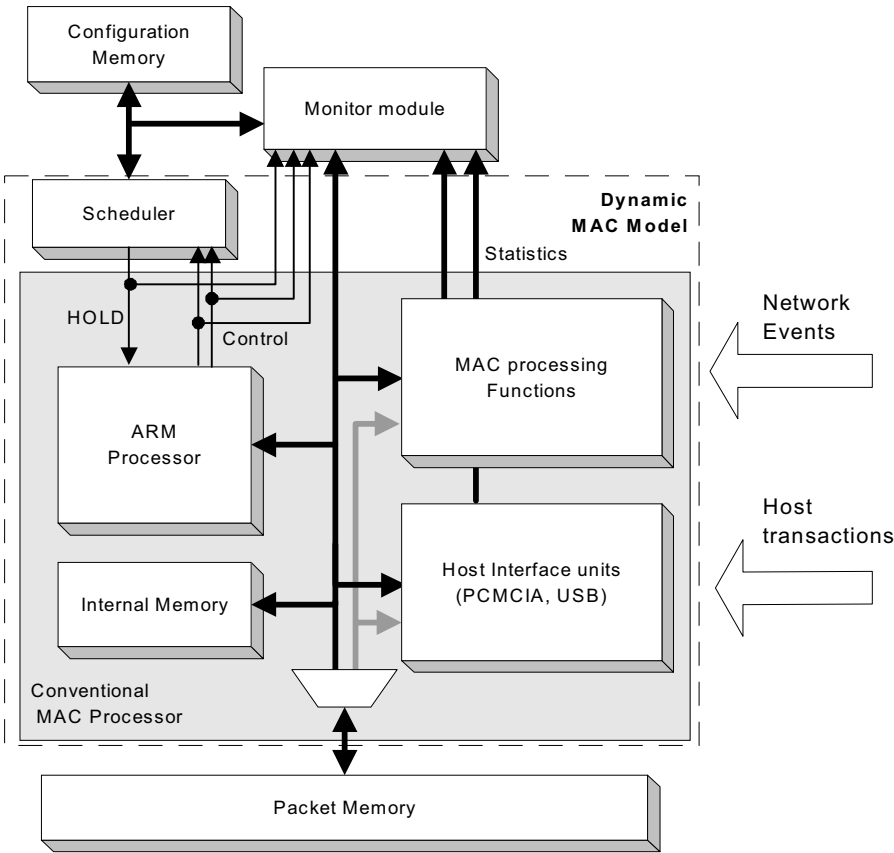 Configuration
Memory
Monitor module
Scheduler
Dynamic
MAC Model
Statistics
HOLD
Control
Network
Events
MAC processing
Functions
ARM
Processor
Host
transactions
Host Interface units
(PCMCIA, USB)
Internal Memory
Conventional
MAC Processor
Packet Memory